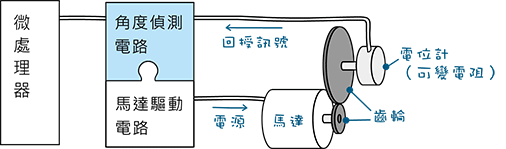 微處理器
角度偵測
電路
馬達驅動
電路
回授訊號
電源
馬達
電位計
(可變電阻)
齒輪